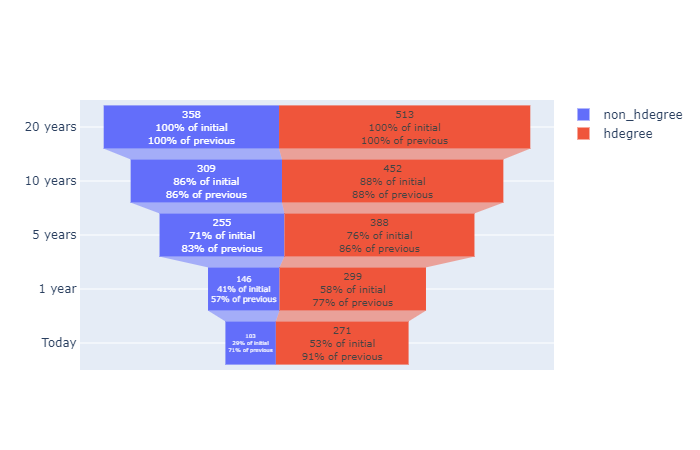 20 years
358
100% of initial
100% of previous
513
100% of initial
100% of previous
10 years
309
86% of initial
86% of previous
452
88% of initial
88% of previous
5 years
255
71% of initial
83% of previous
388
76% of initial
86% of previous
1 year
146
41% of initial
57% of previous
299
58% of initial
77% of previous
Today
103
29% of initial
71% of previous
271
53% of initial
91% of previous
non_hdegree
hdegree